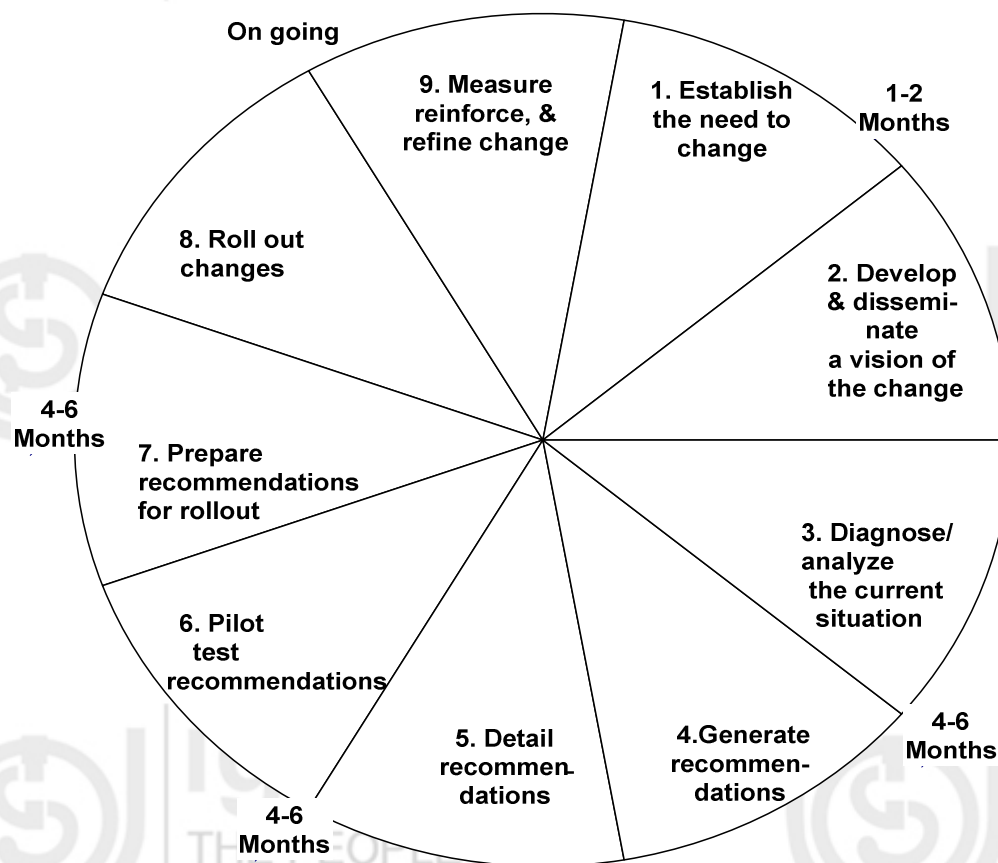 On going
9. Measure
reinforce, &
refine change
1. Establish
the need to
change
1-2
Months
2. Develop
& dissemi-
nate
a vision of
the change
3. Diagnose/
analyze
the current
situation
4-6
Months
4.Generate
recommen-
dations
5. Detail
recommen-
dations
4-6
Months
6. Pilot
test
recommendations
7. Prepare
recommendations
for rollout
4-6
Months
8. Roll out
changes
THE PEOPLE